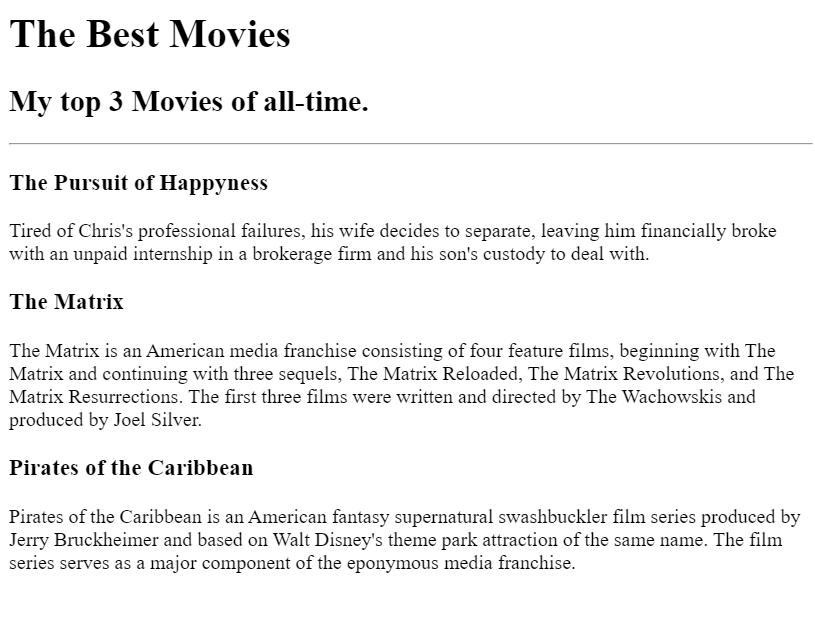 The Best Movies
My top 3 Movies of all-time.
The Pursuit of Happyness
Tired of Chris's professional failures, his wife decides to separate, leaving him financially broke
with an unpaid internship in a brokerage firm and his son's custody to deal with.
The Matrix
The Matrix is an American media franchise consisting of four feature films, beginning with The
Matrix and continuing with three sequels, The Matrix Reloaded, The Matrix Revolutions, and The
Matrix Resurrections. The first three films were written and directed by The Wachowskis and
produced by Joel Silver.
Pirates of the Caribbean
Pirates of the Caribbean is an American fantasy supernatural swashbuckler film series produced by
Jerry Bruckheimer and based on Walt Disney's theme park attraction of the same name. The film
series serves as a major component of the eponymous media franchise.